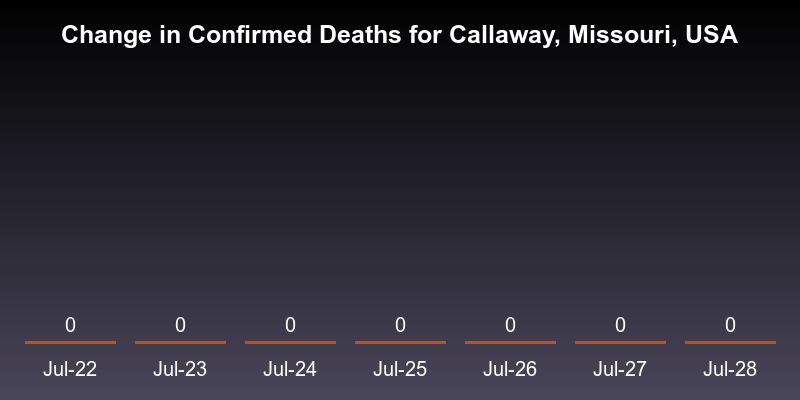 Change in Confirmed Deaths for Callaway, Missouri, USA
0 0 0 0 0 0 0
Jul-22 Jul-23 Jul-24 Jul-25 Jul-26 Jul-27 Jul-28